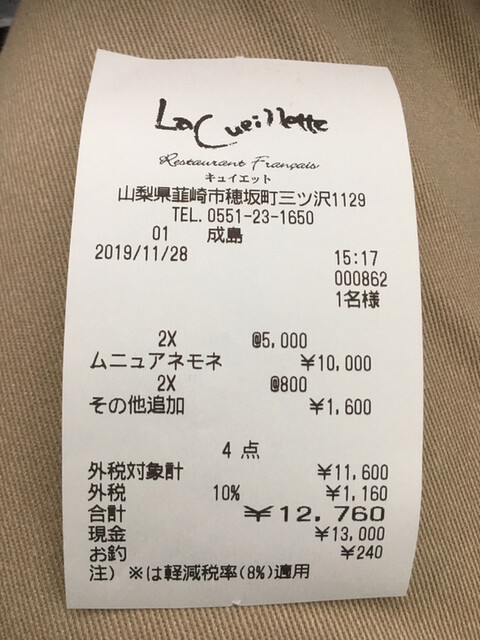 La Cueillette
Restaurant Français
キュイエット
山梨県韮崎市穂坂町三ツ沢1129
TEL.0551-23-1650
01 成島
2019/11/28 15:17
000862
1名様
2X @5,000
ムニュアネモネ ¥10,000
2X @800
その他追加 ¥1,600
4点
外税対象計 ¥11,600
外税 10% ¥1,160
合計 ¥12,760
現金 ¥13,000
お釣 ¥240
注) ※は軽減税率(8%)適用